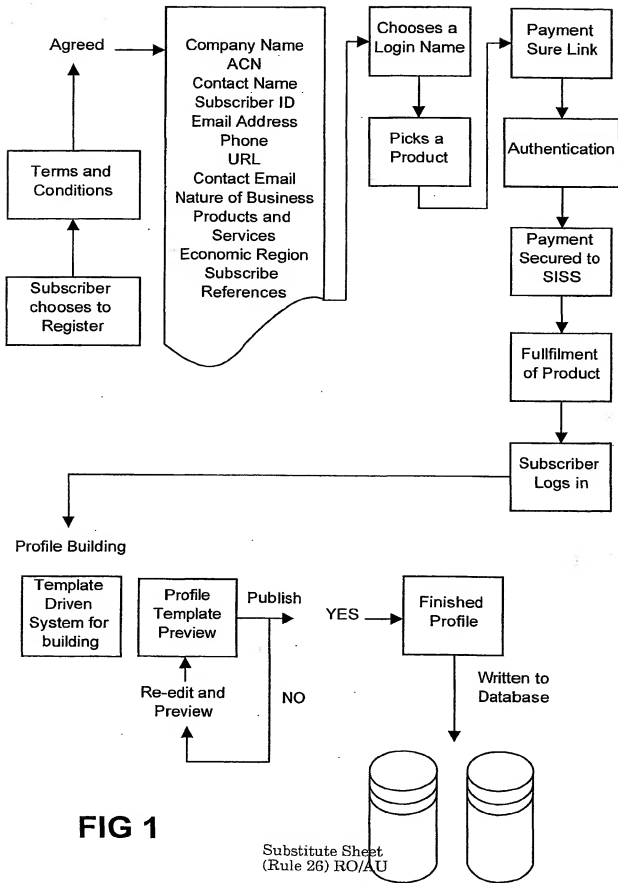 Agreed
Terms and
Conditions
Subscriber
chooses to
Register
Company Name
ACN
Contact Name
Subscriber ID
Email Address
Phone
URL
Contact Email
Nature of Business
Products and
Services
Economic Region
Subscribe
References
Chooses a
Login Name
Picks a
Product
Payment
Sure Link
Authentication
Payment
Secured to
SISS
Fullfilment
of Product
Subscriber
Logs in
Profile Building
Template
Driven
System for
building
Profile
Template
Preview
Publish
YES
Finished
Profile
Re-edit and
Preview
NO
Written to
Database
FIG 1
Substitute Sheet
(Rule 26) RO/AU